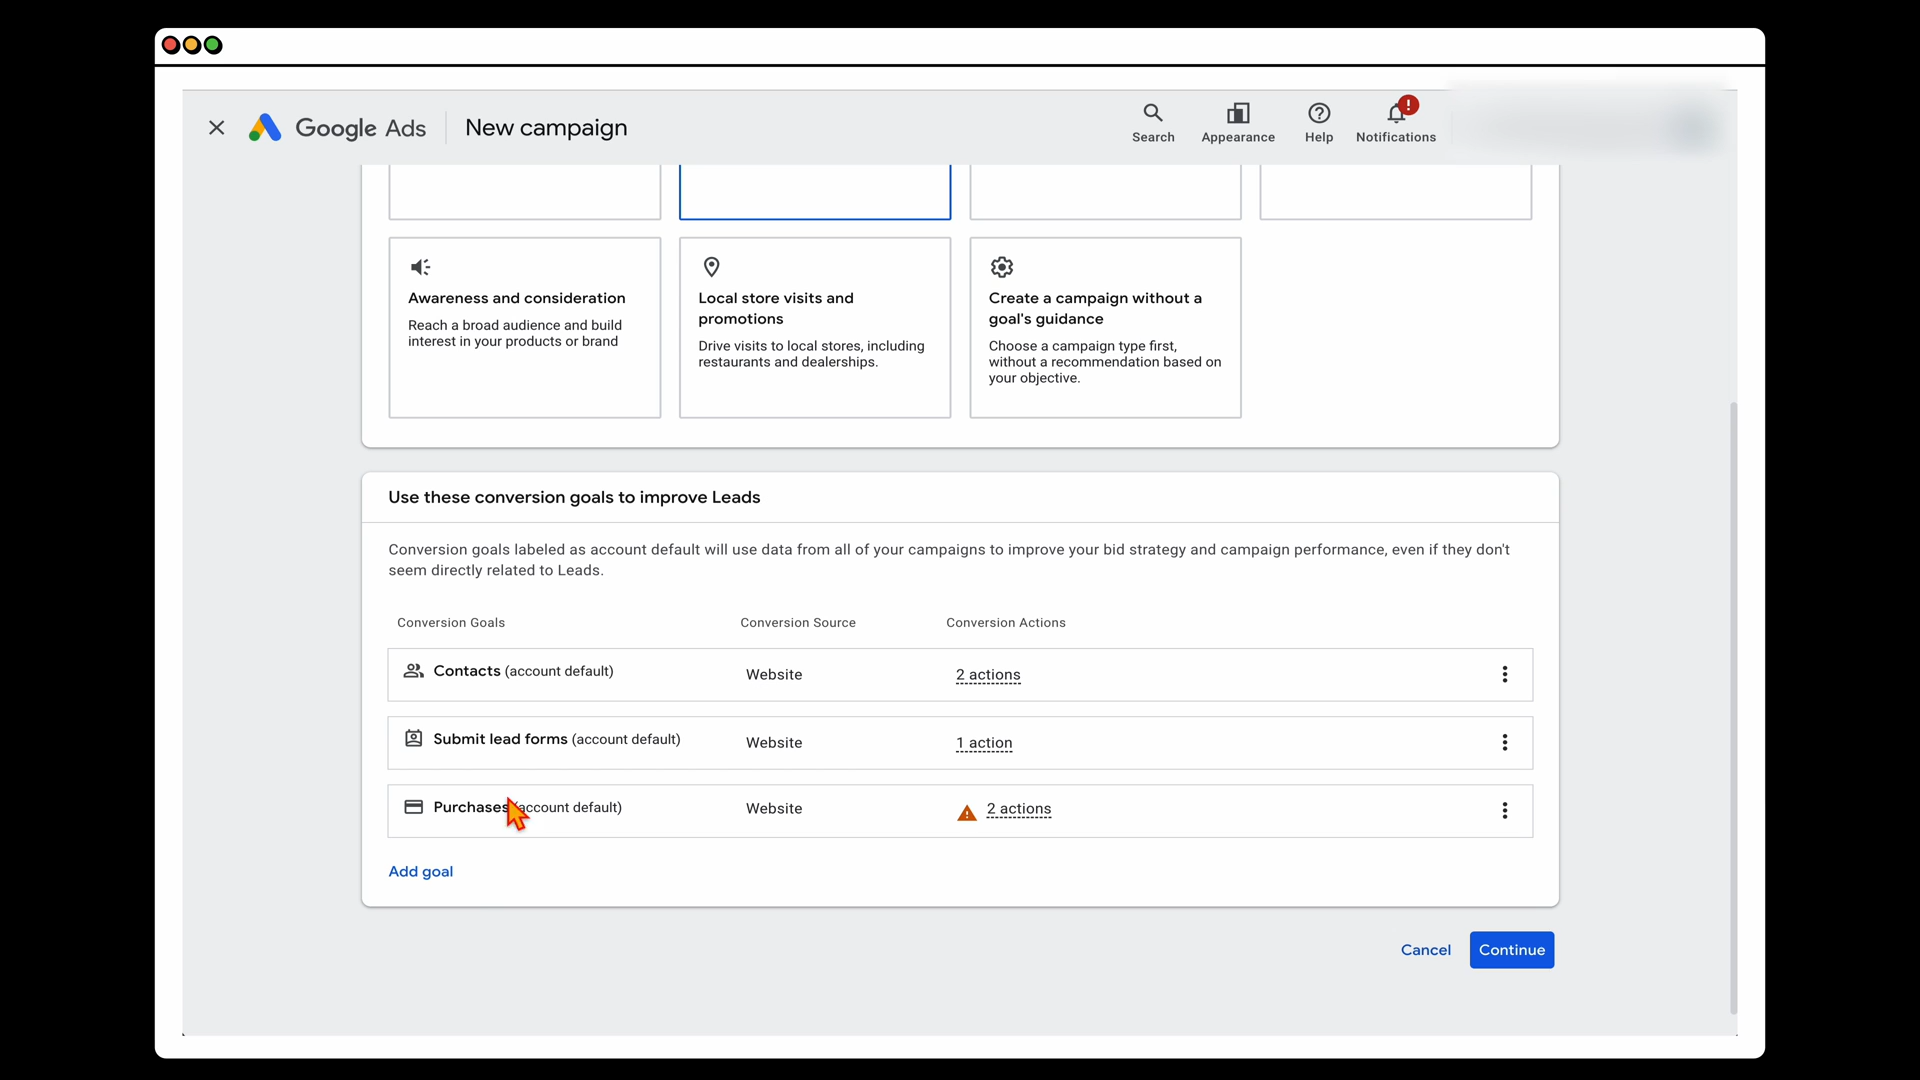 Google Ads
New campaign
Search
Appearance
Help
Notifications
Awareness and consideration
Reach a broad audience and build
interest in your products or brand
Local store visits and
promotions
Drive visits to local stores, including
restaurants and dealerships.
Create a campaign without a
goal's guidance
Choose a campaign type first,
without a recommendation based on
your objective.
Use these conversion goals to improve Leads
Conversion goals labeled as account default will use data from all of your campaigns to improve your bid strategy and campaign performance, even if they don't
seem directly related to Leads.
Conversion Goals
Conversion Source
Conversion Actions
Contacts (account default)
Website
2 actions
Submit lead forms (account default)
Website
1 action
Purchases (account default)
Website
2 actions
Add goal
Cancel
Continue